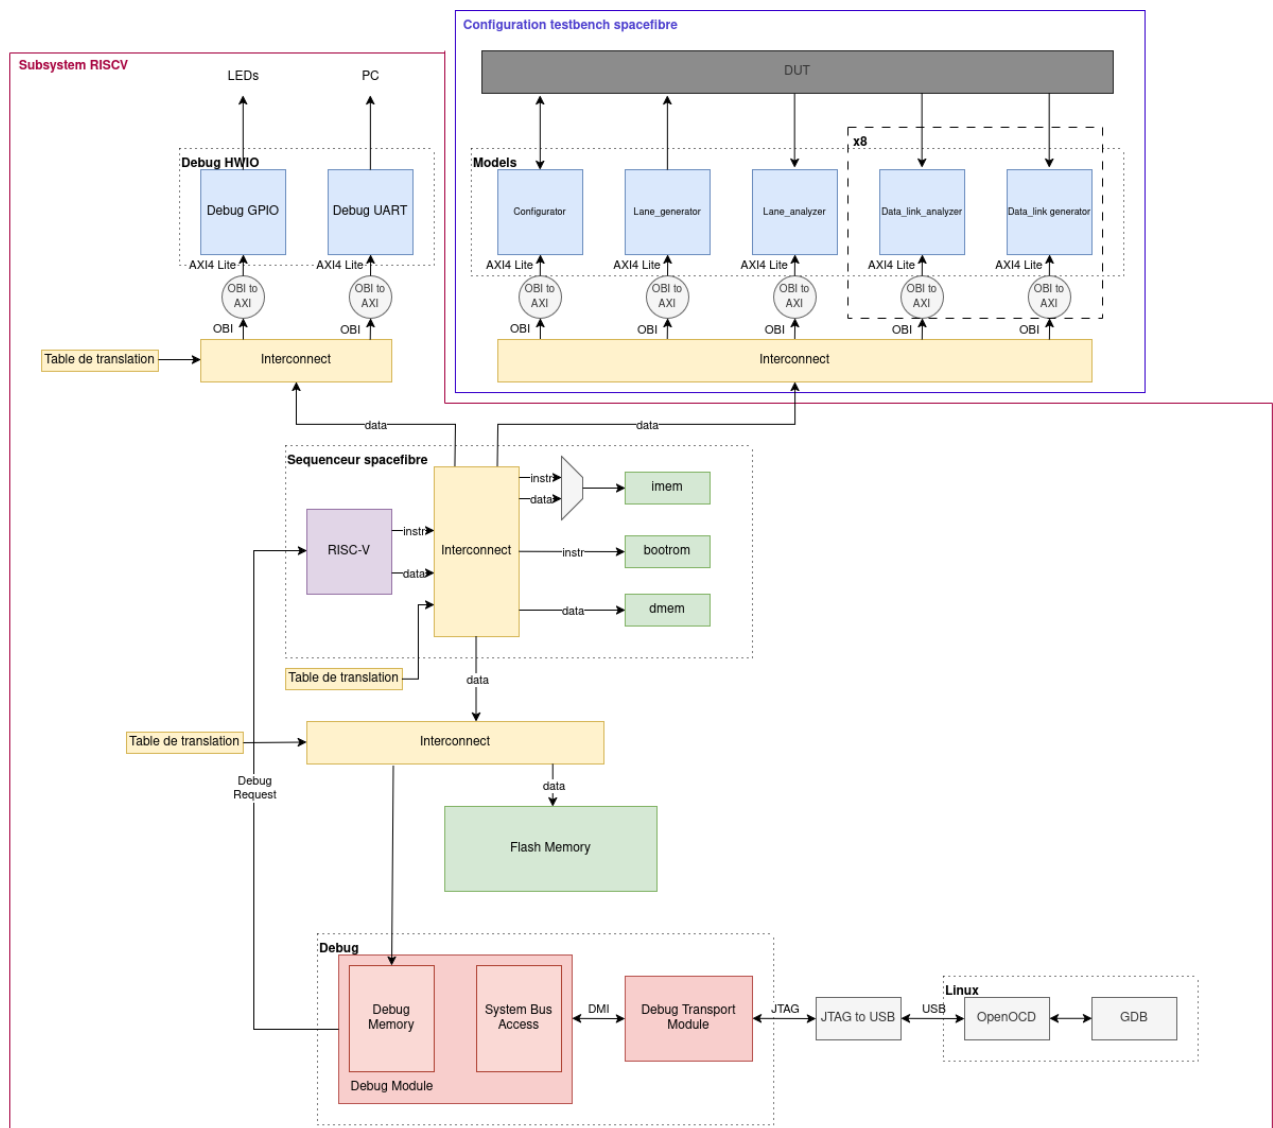 Configuration testbench spacefibre
Subsystem RISCV
LEDs
PC
DUT
x8
Debug HWIO
Models
Debug GPIO
Debug UART
Configurator
Lane_generator
Lane_analyzer
Data_link_analyzer
Data_link generator
AXI4 Lite
AXI4 Lite
AXI4 Lite
AXI4 Lite
AXI4 Lite
AXI4 Lite
AXI4 Lite
OBI to
AXI
OBI to
AXI
OBI to
AXI
OBI to
AXI
OBI to
AXI
OBI to
AXI
OBI to
AXI
OBI
OBI
OBI
OBI
OBI
OBI
OBI
Table de translation
Interconnect
Interconnect
data
data
Sequenceur spacefibre
instr
data
imem
RISC-V
instr
data
Interconnect
instr
bootrom
data
dmem
Table de translation
data
Table de translation
Interconnect
Debug
Request
data
Flash Memory
Debug
Debug
Memory
System Bus
Access
Debug Module
DMI
Debug Transport
Module
JTAG
JTAG to USB
USB
Linux
OpenOCD
GDB